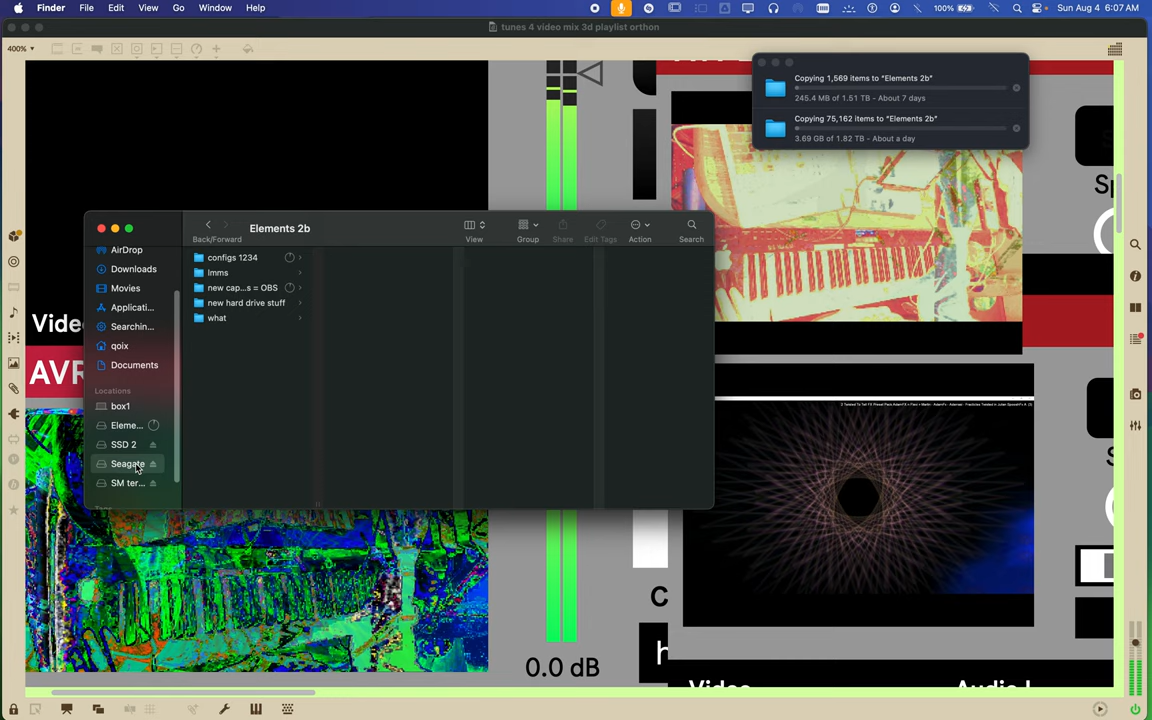 Finder File Edit View Go Window Help
100% Sun Aug 4 6:07 AM
tunes 4 video mix 3d playlist orthon
400%
Copying 1,569 items to "Elements 2b"
245.4 MB of 1.51 TB - About 7 days
Copying 75,162 items to "Elements 2b"
3.69 GB of 1.82 TB - About a day
Sp
Elements 2b
Back/Forward View Group Share Edit Tags Action Search
AirDrop
Downloads
Movies
Applicati...
Searchin...
qoix
Documents
Locations
box1
Eleme...
SSD 2
Seagate
SM ter...
configs 1234
lmms
new cap...s = OBS
new hard drive stuff
what
Vide
AVR
S
C
h
0.0 dB
Video Audio